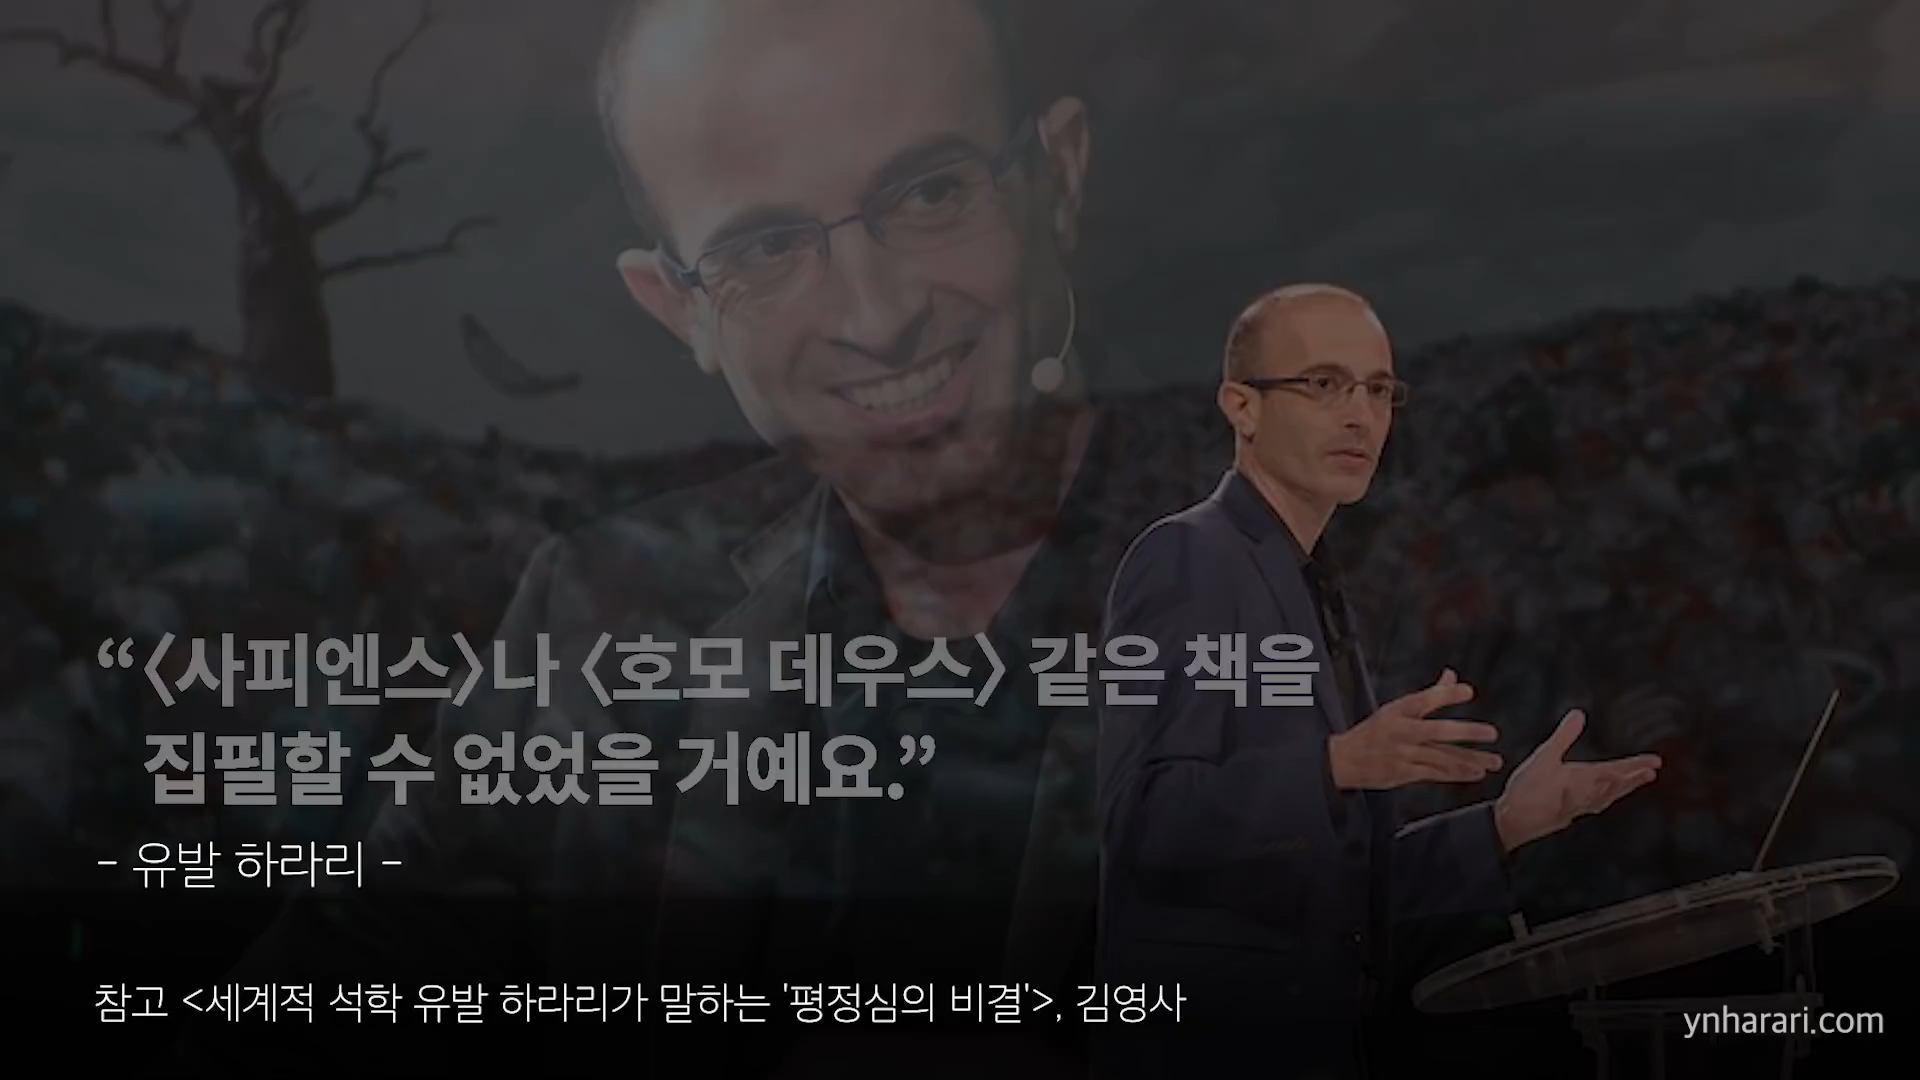 “〈사피엔스〉나 〈호모 데우스〉 같은 책을
집필할 수 없었을 거예요.”
- 유발 하라리 -
참고 <세계적 석학 유발 하라리가 말하는 '평정심의 비결'>, 김영사
ynharari.com